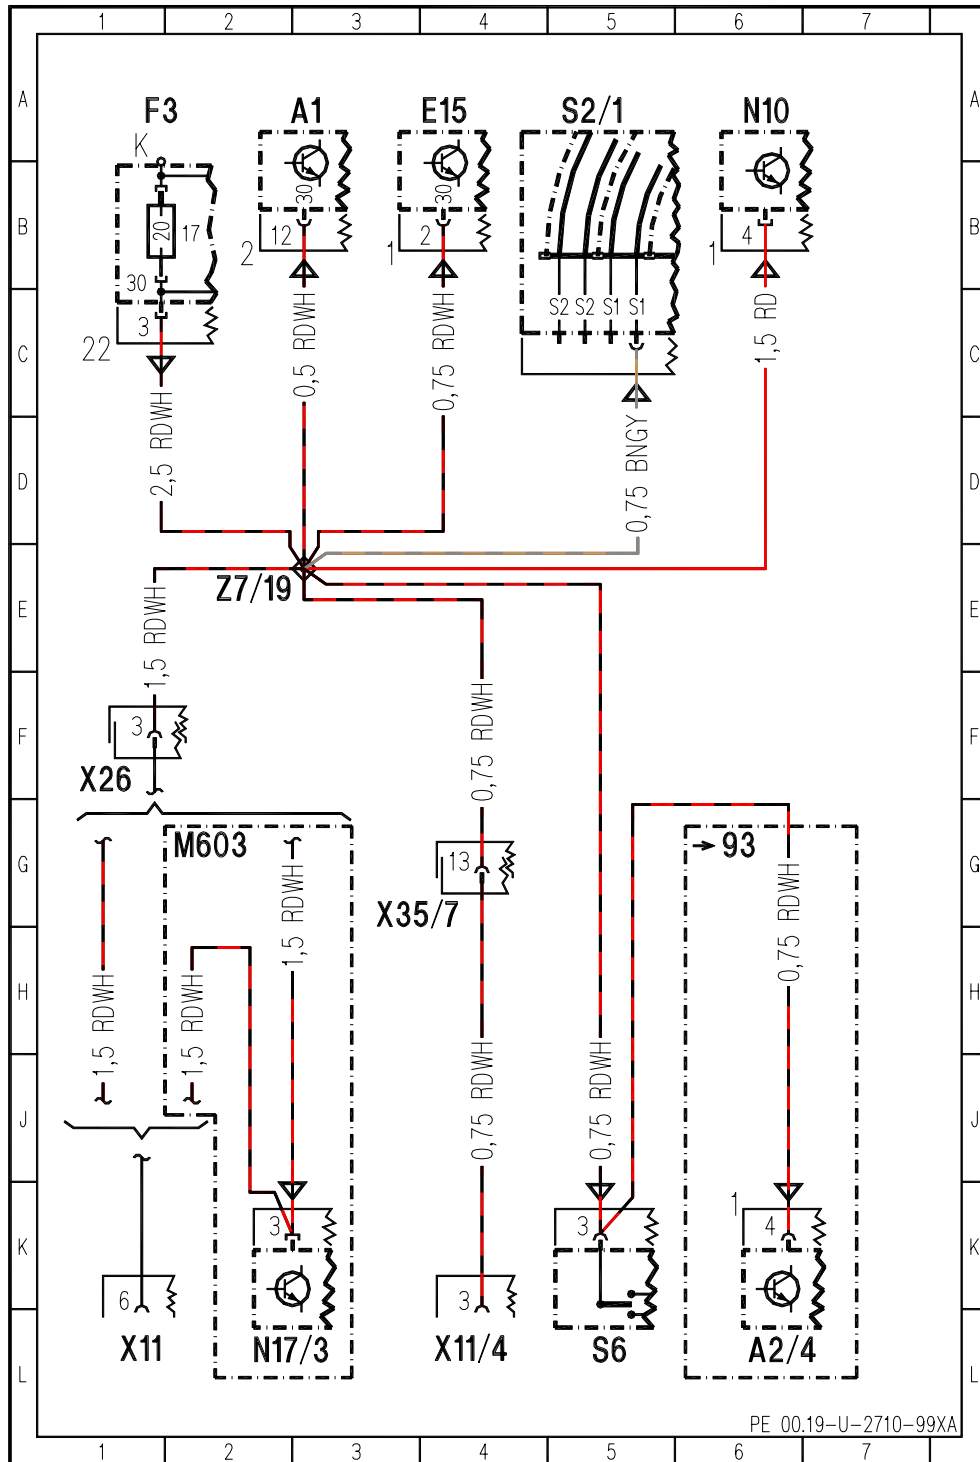 1 2 3 4 5 6 7
A A
F3 A1 E15 S2/1 N10
K
B B
20 17 30 30
12 2 4
2 1 1
30
S2 S2 S1 S1
3
22
C C
0,5 RDWH
0,75 RDWH
1,5 RD
2,5 RDWH
0,75 BNGY
D D
Z7/19
E E
1,5 RDWH
F F
3
X26
0,75 RDWH
M603
→ 93
G G
13
X35/7
1,5 RDWH
0,75 RDWH
H H
1,5 RDWH
1,5 RDWH
0,75 RDWH
0,75 RDWH
J J
1
3 3 4
K K
6 3
X11 N17/3 X11/4 S6 A2/4
L L
PE 00.19-U-2710-99XA
1 2 3 4 5 6 7